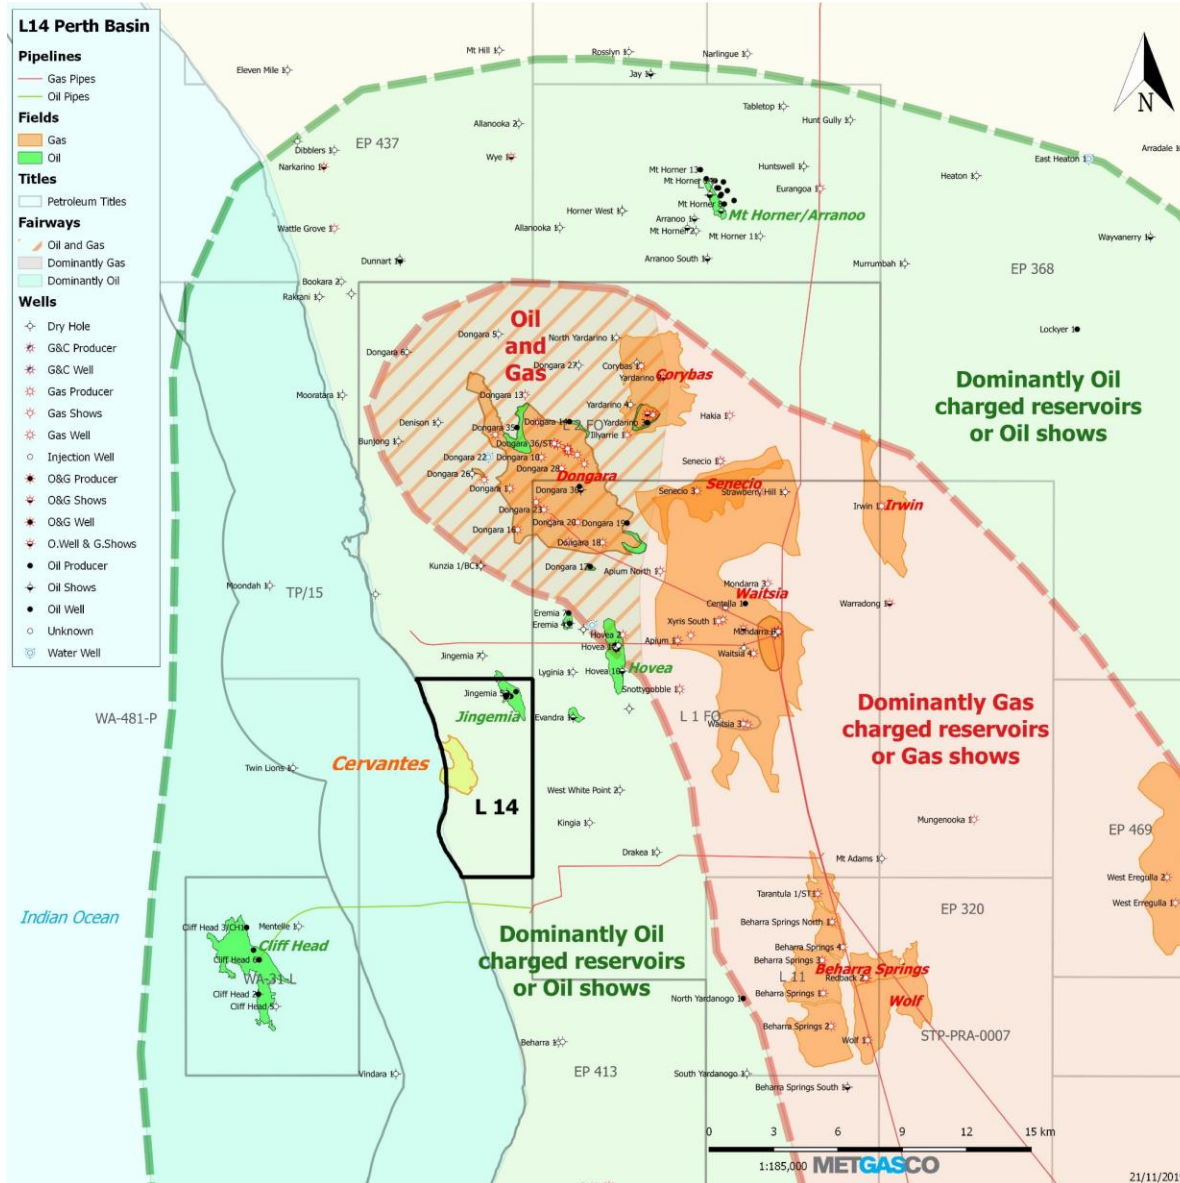 L14 Perth Basin
Pipelines
Gas Pipes
Oil Pipes
Fields
Gas
Oil
Titles
Petroleum Titles
Fairways
Oil and Gas
Dominantly Gas
Dominantly Oil
Wells
Dry Hole
G&C Producer
G&C Well
Gas Producer
Gas Shows
Gas Well
Injection Well
O&G Producer
O&G Shows
O&G Well
O.Well & G.Shows
Oil Producer
Oil Shows
Oil Well
Unknown
Water Well
N
Eleven Mile 1
Mt Hill 1
Rosslyn 1
Narlingue 1
Jay 1
Tabletop 1
Hunt Gully 1
Allanooka 2
EP 437
Dibblers 1
Narkarino 1
Wye 1
Mt Horner 13
Mt Horner
Huntswell 1
Eurangoa 1
East Heaton 1
Arradale 1
Heaton 1
Horner West 1
Mt Horner 8
Mt Horner/Arranoo
Arranoo 1
Mt Horner 2
Mt Horner 11
Wattle Grove 1
Allanooka 1
Wayvanerry 1
Dunnart 1
Arranoo South 1
Murrumbah 1
EP 368
Bookara 2
Rakrani 1
Oil
and
Gas
Dongara 5
North Yardarino 1
Lockyer 1
Dongara 6
Dongara 27
Corybas 1
Corybas
Yardarino 2
Dominantly Oil
charged reservoirs
or Oil shows
Mooratara 1
Dongara 13
Yardarino 4
Hakia 1
Denison 1
Dongara 35
Dongara 14
L 2 FO
Yardarino 3
Illyarrie 1
Bunjong 1
Dongara 36/ST
Dongara 22
Dongara 10
Senecio 1
Dongara 26
Dongara 28
Dongara
Senecio
Dongara 1
Dongara 30
Senecio 3
Strawberry Hill 1
Irwin 1
Irwin
Dongara 23
Dongara 16
Dongara 20
Dongara 19
Dongara 18
Kunzia 1/BC
Dongara 12
Apium North 1
Moondah 1
TP/15
Mondarra 3
Waitsia
Centella 1
Warradong 1
Eremia 7
Eremia 4
Xyris South 1
Hovea 2
Apium 1
Mondarra
Hovea
Waitsia 4
Jingemia 7
Lyginia 1
Hovea 10
Hovea
Snottygobble 1
Jingemia 5
Jingemia
Evandra 1
L 1 FO
Waitsia 3
Dominantly Gas
charged reservoirs
or Gas shows
WA-481-P
Cervantes
Twin Lions 1
L 14
West White Point 2
Kingia 1
Mungenooka 1
EP 469
Drakea 1
Mt Adams 1
West Eregulla 2
Tarantula 1/ST1
EP 320
West Erregulla 1
Indian Ocean
Cliff Head 3/CH1
Mentelle 1
Cliff Head
Cliff Head 6
WA-31-L
Cliff Head 2
Cliff Head 5
Dominantly Oil
charged reservoirs
or Oil shows
Beharra Springs North 1
Beharra Springs 4
Beharra Springs 3
Beharra Springs
L 11
Redback 2
North Yardanogo 1
Beharra Springs 1
Wolf
Beharra Springs 2
Wolf 1
STP-PRA-0007
Beharra 1
Vindara 1
EP 413
South Yardanogo 1
Beharra Springs South 1
0 3 6 9 12 15 km
1:185,000
METGASCO